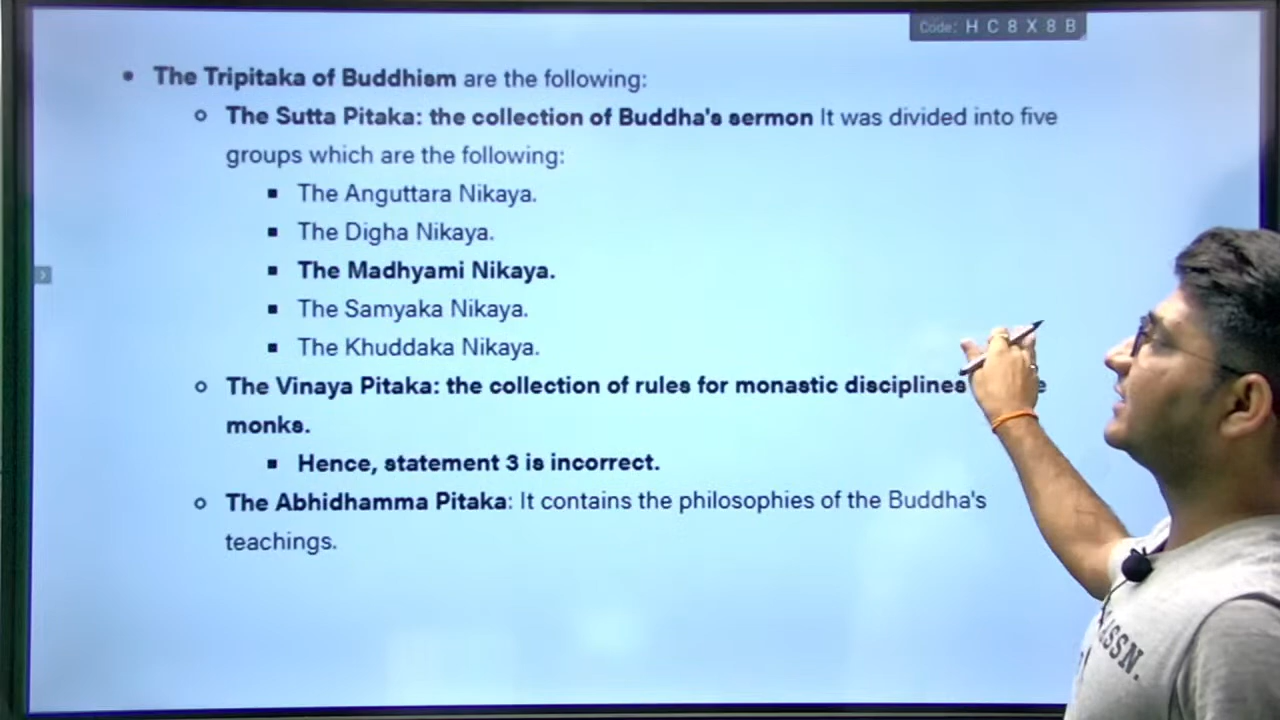 Code: H C 8 X 8 B
The Tripitaka of Buddhism are the following:
The Sutta Pitaka: the collection of Buddha's sermon It was divided into five
groups which are the following:
The Anguttara Nikaya.
The Digha Nikaya.
The Madhyami Nikaya.
The Samyaka Nikaya.
The Khuddaka Nikaya.
The Vinaya Pitaka: the collection of rules for monastic disciplines
monks.
Hence, statement 3 is incorrect.
The Abhidhamma Pitaka: It contains the philosophies of the Buddha's
teachings.